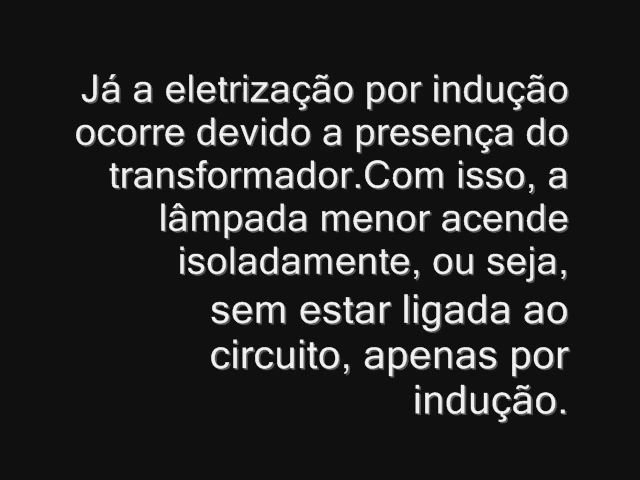 Já a eletrização por indução
ocorre devido a presença do
transformador.Com isso, a
lâmpada menor acende
isoladamente, ou seja,
sem estar ligada ao
circuito, apenas por
indução.